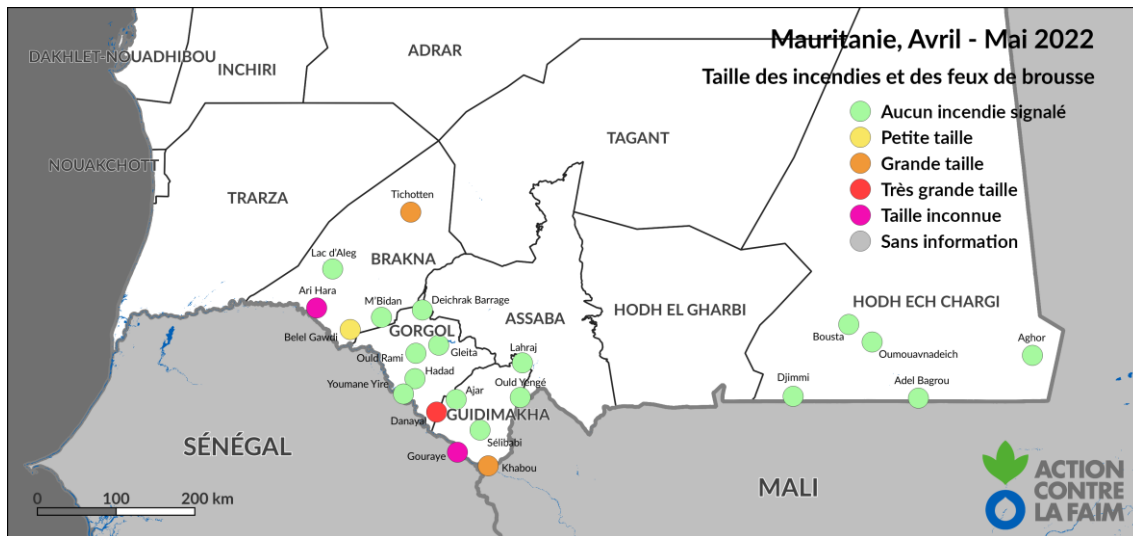 Mauritanie, Avril - Mai 2022
Taille des incendies et des feux de brousse
Aucun incendie signalé
Petite taille
Grande taille
Très grande taille
Taille inconnue
Sans information
DAKHLET-NOUADHIBOU
INCHIRI
ADRAR
NOUAKCHOTT
TRARZA
TAGANT
Tichotten
Lac d'Aleg
BRAKNA
Ari Hara
M'Bidan
Deichrak Barrage
ASSABA
HODH EL GHARBI
HODH ECH CHARGI
Belel Gawdi
GORGOL
Gleita
Ould Rami
Lahraj
Bousta
Oumouavnadeich
Aghor
Hadad
Youmane Yire
Ajar
Ould Yengé
Djimmi
Adel Bagrou
Danayal
GUIDIMAKHA
Sélibabi
Gouraye
Khabou
SÉNÉGAL
MALI
0 100 200 km
ACTION
CONTRE
LA FAIM